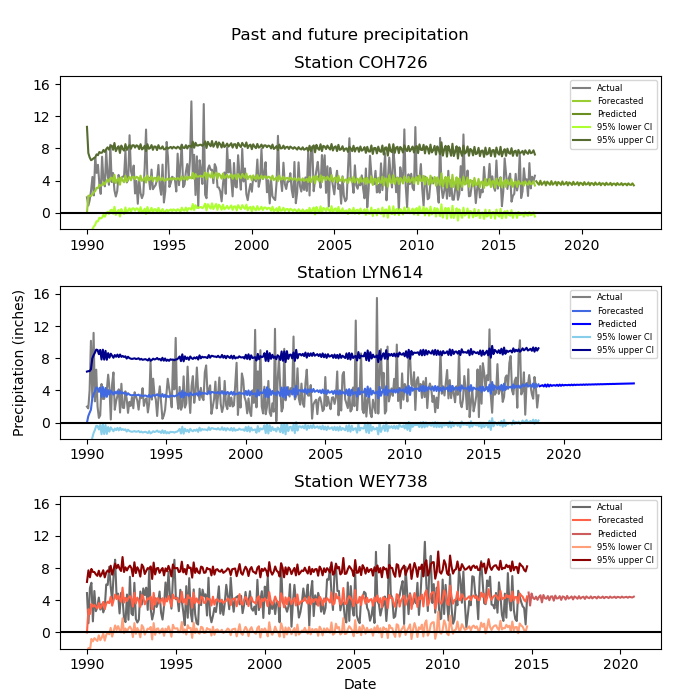 Past and future precipitation
Station COH726
16
12
8
4
0
Actual
Forecasted
Predicted
95% lower CI
95% upper CI
1990 1995 2000 2005 2010 2015 2020
Station LYN614
Precipitation (inches)
16
12
8
4
0
Actual
Forecasted
Predicted
95% lower CI
95% upper CI
1990 1995 2000 2005 2010 2015 2020
Station WEY738
16
12
8
4
0
Actual
Forecasted
Predicted
95% lower CI
95% upper CI
1990 1995 2000 2005 2010 2015 2020
Date